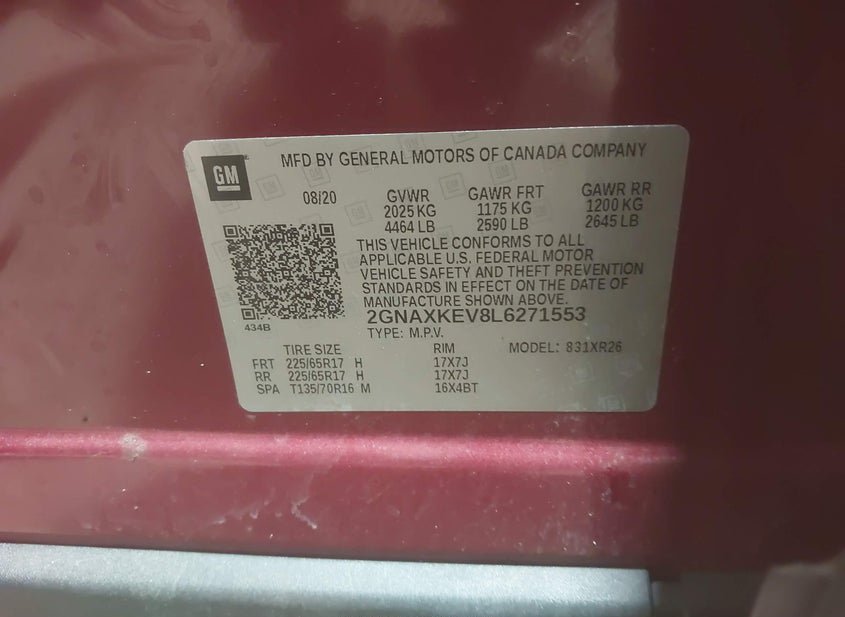 GM
MFD BY GENERAL MOTORS OF CANADA COMPANY
08/20
GVWR
2025 KG
4464 LB
GAWR FRT
1175 KG
2590 LB
GAWR RR
1200 KG
2645 LB
THIS VEHICLE CONFORMS TO ALL
APPLICABLE U.S. FEDERAL MOTOR
VEHICLE SAFETY AND THEFT PREVENTION
STANDARDS IN EFFECT ON THE DATE OF
MANUFACTURE SHOWN ABOVE.
2GNAXKEV8L6271553
434B
TYPE: M.P.V.
TIRE SIZE RIM MODEL: 831XR26
FRT 225/65R17 H 17X7J
RR 225/65R17 H 17X7J
SPA T135/70R16 M 16X4BT